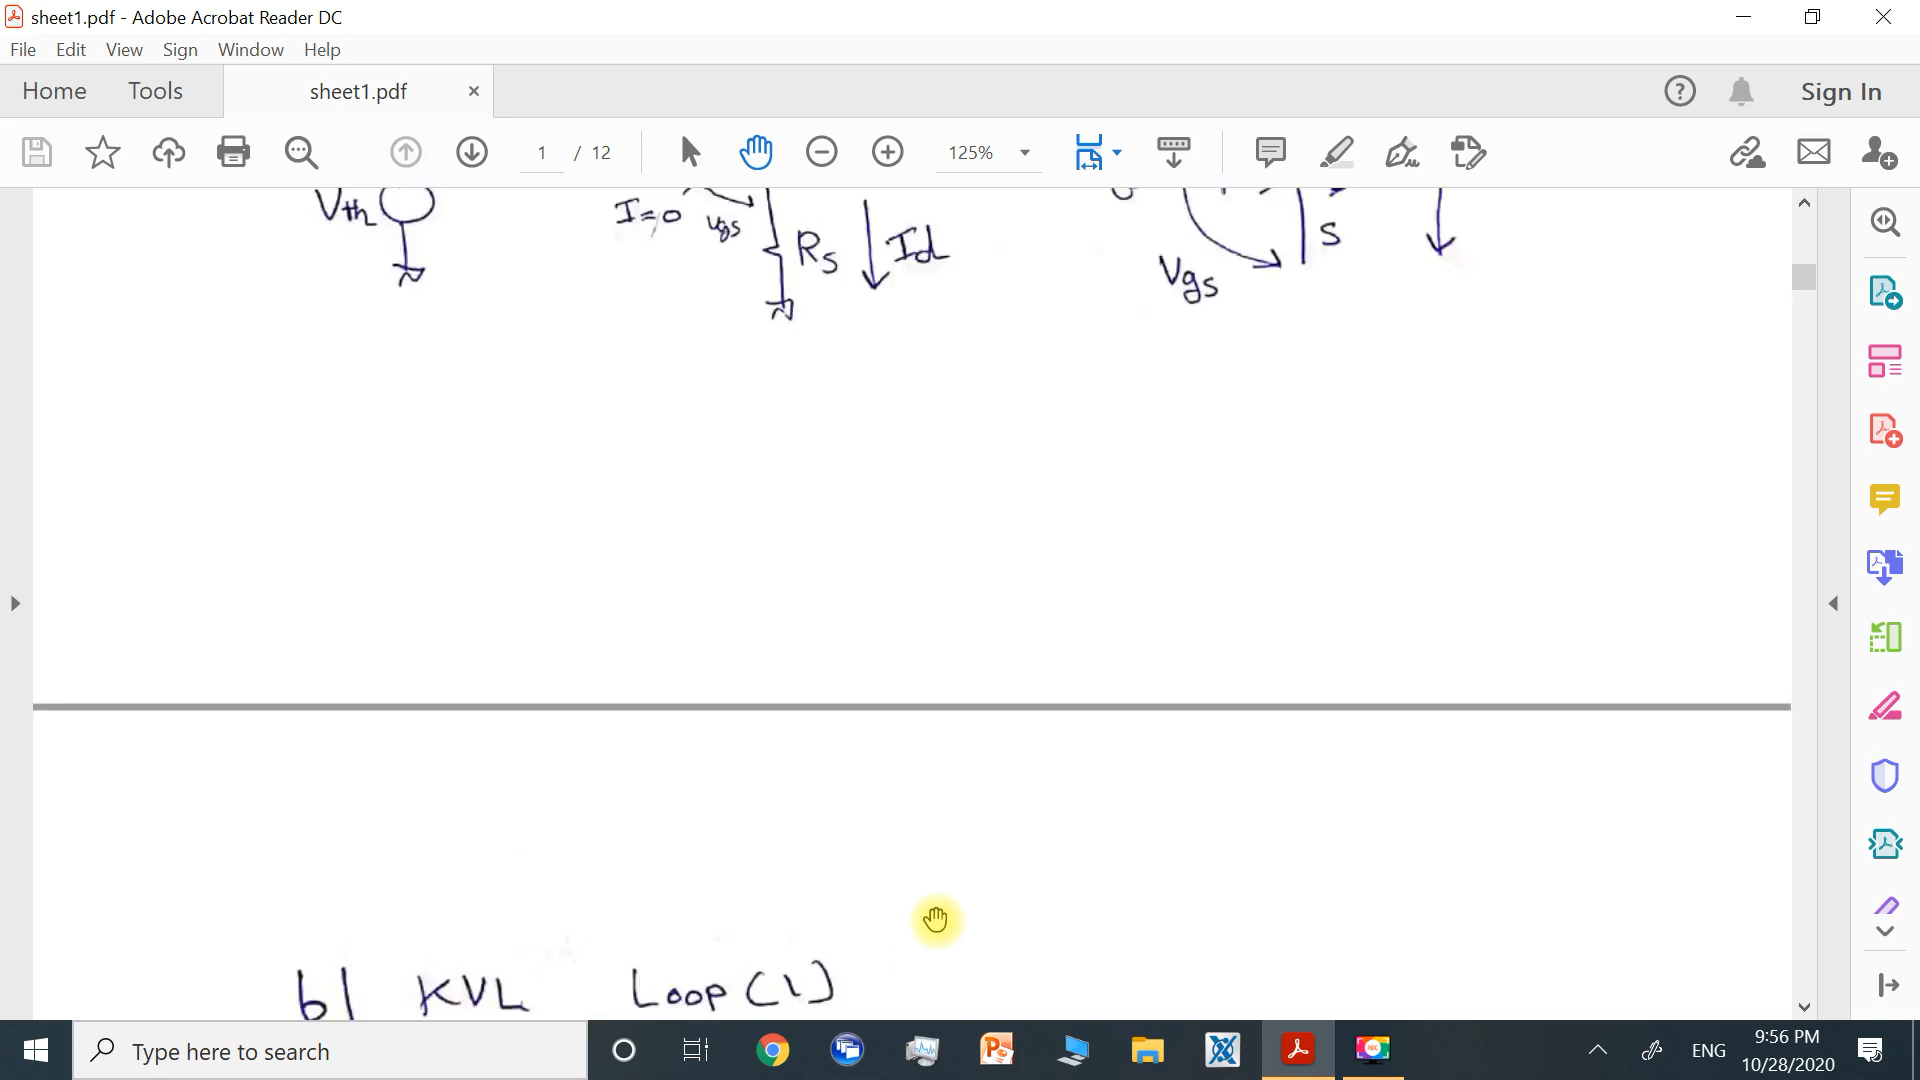 sheet1.pdf - Adobe Acrobat Reader DC
File Edit View Sign Window Help
Home Tools sheet1.pdf × Sign In
1 / 12 125%
Vth
I=0 Vgs Rs Id
Vgs S
b) KVL Loop (1)
Type here to search
ENG
9:56 PM
10/28/2020